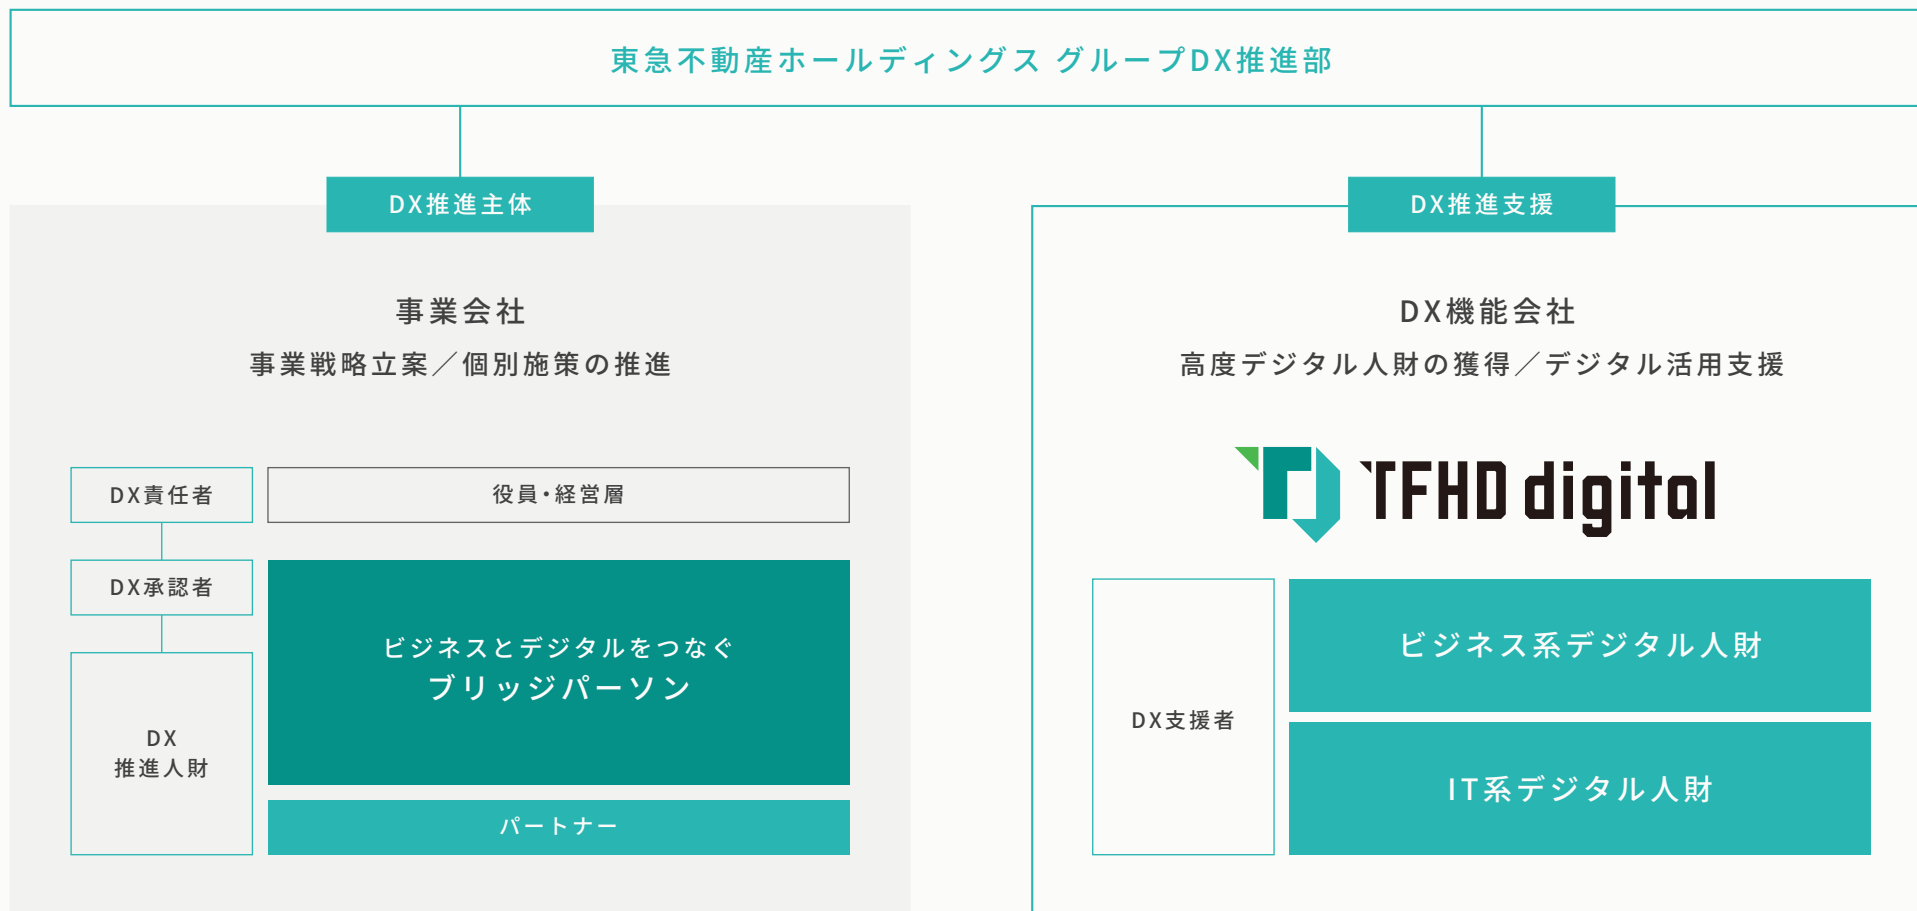 東急不動産ホールディングス グループDX推進部
DX推進主体
事業会社
事業戦略立案／個別施策の推進
DX責任者
役員・経営層
DX承認者
ビジネスとデジタルをつなぐ
ブリッジパーソン
DX
推進人財
パートナー
DX推進支援
DX機能会社
高度デジタル人財の獲得／デジタル活用支援
TFHD digital
DX支援者
ビジネス系デジタル人財
IT系デジタル人財